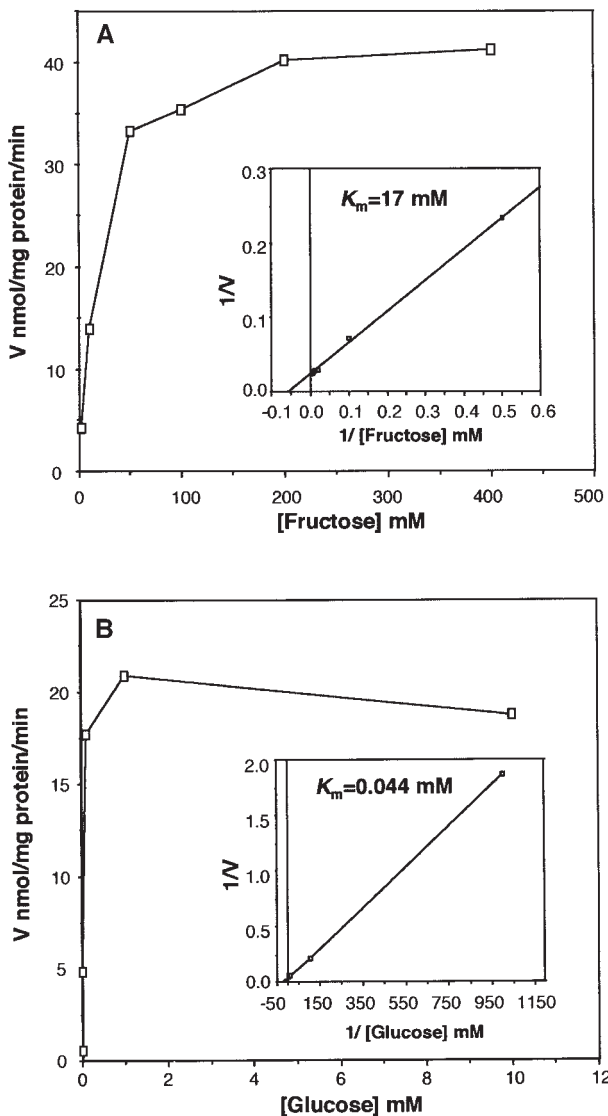 A
V nmol/mg protein/min
40
30
20
10
0
0 100 200 300 400 500
[Fructose] mM
Km=17 mM
1/V
0.3
0.2
0.1
0.0
-0.1 0.0 0.1 0.2 0.3 0.4 0.5 0.6
1/ [Fructose] mM
B
V nmol/mg protein/min
25
20
15
10
5
0
0 2 4 6 8 10 12
[Glucose] mM
Km=0.044 mM
1/V
2.0
1.5
1.0
0.5
0.0
-50 150 350 550 750 950 1150
1/ [Glucose] mM